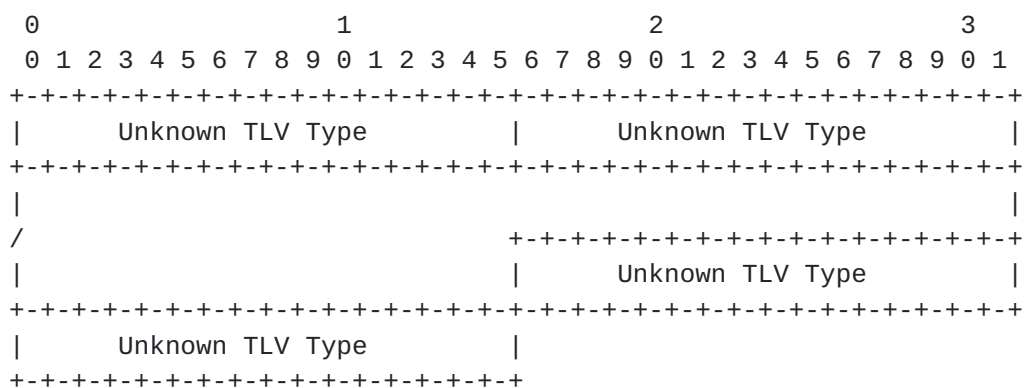 0                   1                   2                   3
 0 1 2 3 4 5 6 7 8 9 0 1 2 3 4 5 6 7 8 9 0 1 2 3 4 5 6 7 8 9 0 1
+-+-+-+-+-+-+-+-+-+-+-+-+-+-+-+-+-+-+-+-+-+-+-+-+-+-+-+-+-+-+-+-+
|      Unknown TLV Type         |      Unknown TLV Type         |
+-+-+-+-+-+-+-+-+-+-+-+-+-+-+-+-+-+-+-+-+-+-+-+-+-+-+-+-+-+-+-+-+
|                                                               |
/                               +-+-+-+-+-+-+-+-+-+-+-+-+-+-+-+-+
|                               |      Unknown TLV Type         |
+-+-+-+-+-+-+-+-+-+-+-+-+-+-+-+-+-+-+-+-+-+-+-+-+-+-+-+-+-+-+-+-+
|      Unknown TLV Type         |
+-+-+-+-+-+-+-+-+-+-+-+-+-+-+-+-+